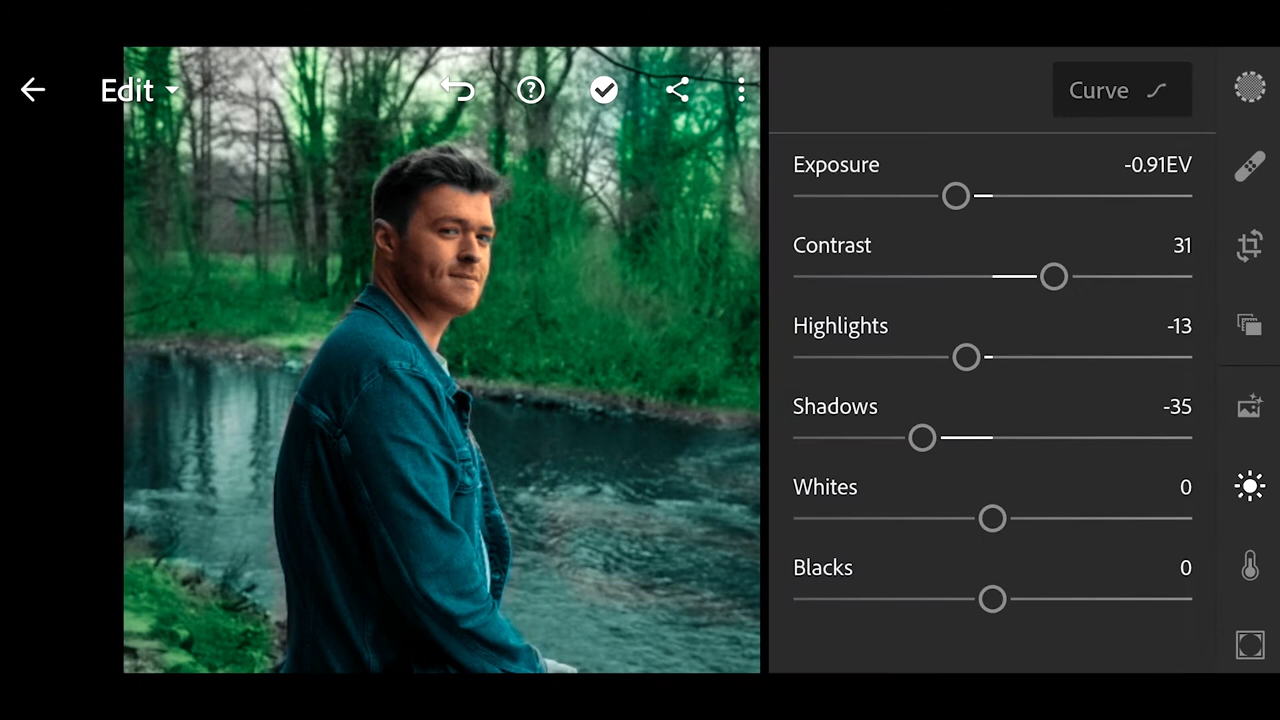 Edit
Curve
Exposure -0.91EV
Contrast 31
Highlights -13
Shadows -35
Whites 0
Blacks 0